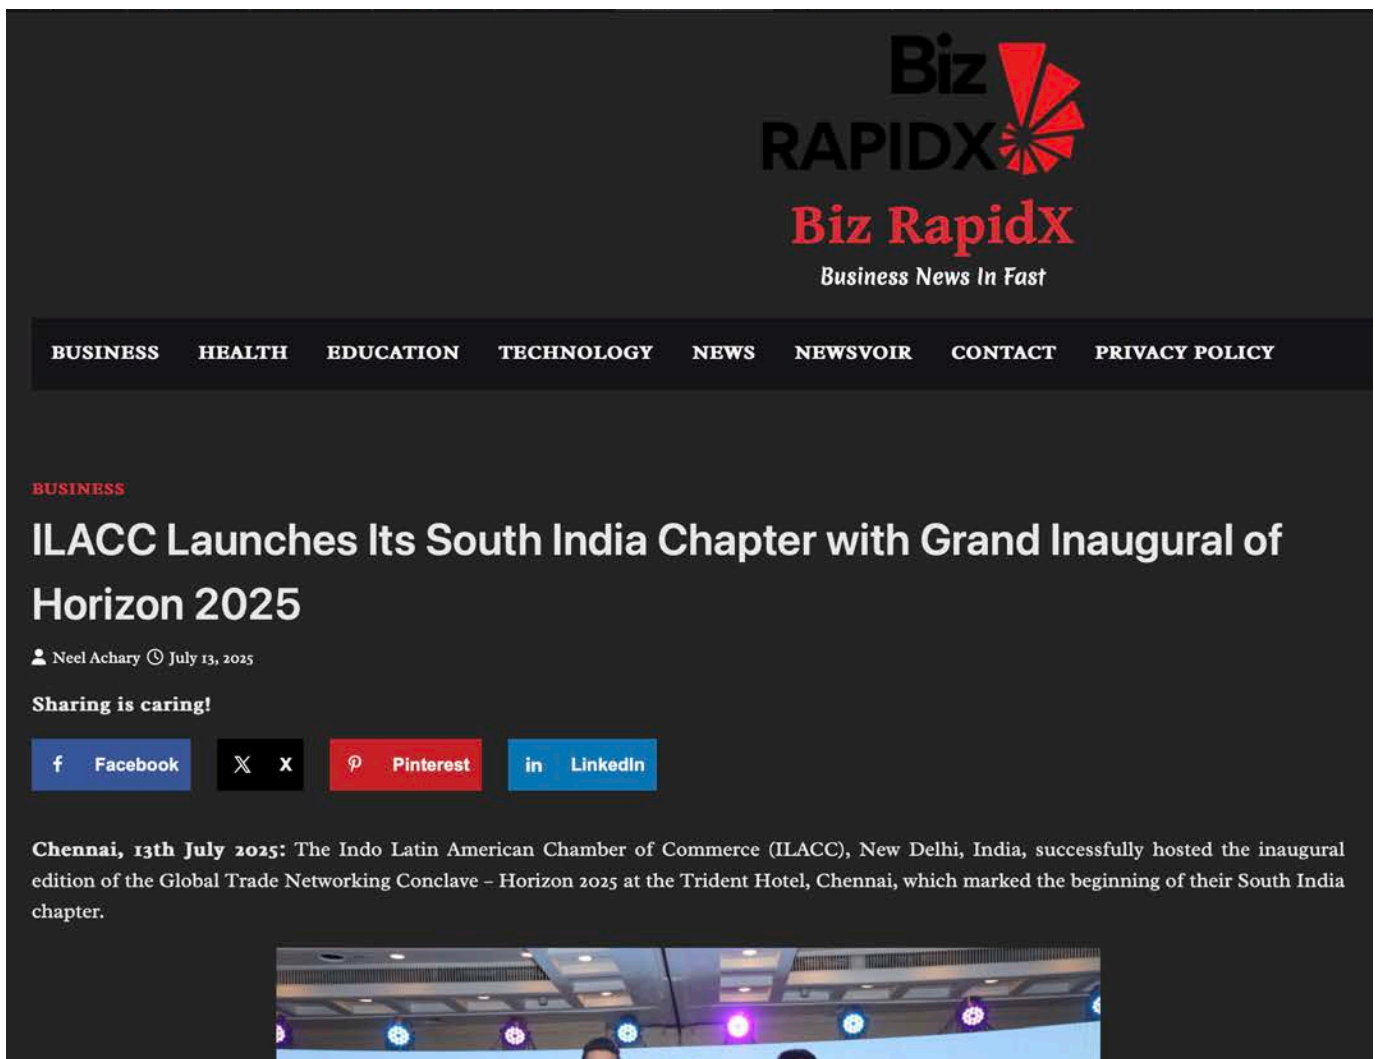 Biz
RAPIDX
Biz RapidX
Business News In Fast
BUSINESS HEALTH EDUCATION TECHNOLOGY NEWS NEWSVOIR CONTACT PRIVACY POLICY
BUSINESS
ILACC Launches Its South India Chapter with Grand Inaugural of
Horizon 2025
Neel Achary July 13, 2025
Sharing is caring!
Facebook X Pinterest LinkedIn
Chennai, 13th July 2025: The Indo Latin American Chamber of Commerce (ILACC), New Delhi, India, successfully hosted the inaugural
edition of the Global Trade Networking Conclave – Horizon 2025 at the Trident Hotel, Chennai, which marked the beginning of their South India
chapter.